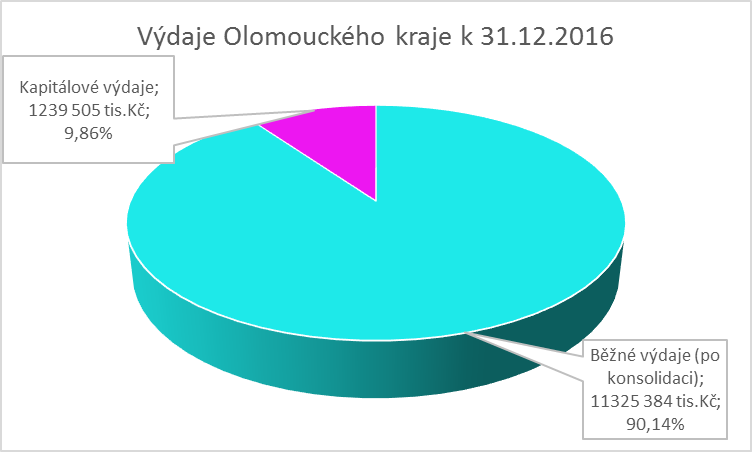 Výdaje Olomouckého kraje k 31.12.2016
Kapitálové výdaje;
1239 505 tis.Kč;
9,86%
Běžné výdaje (po
konsolidaci);
11325 384 tis.Kč;
90,14%